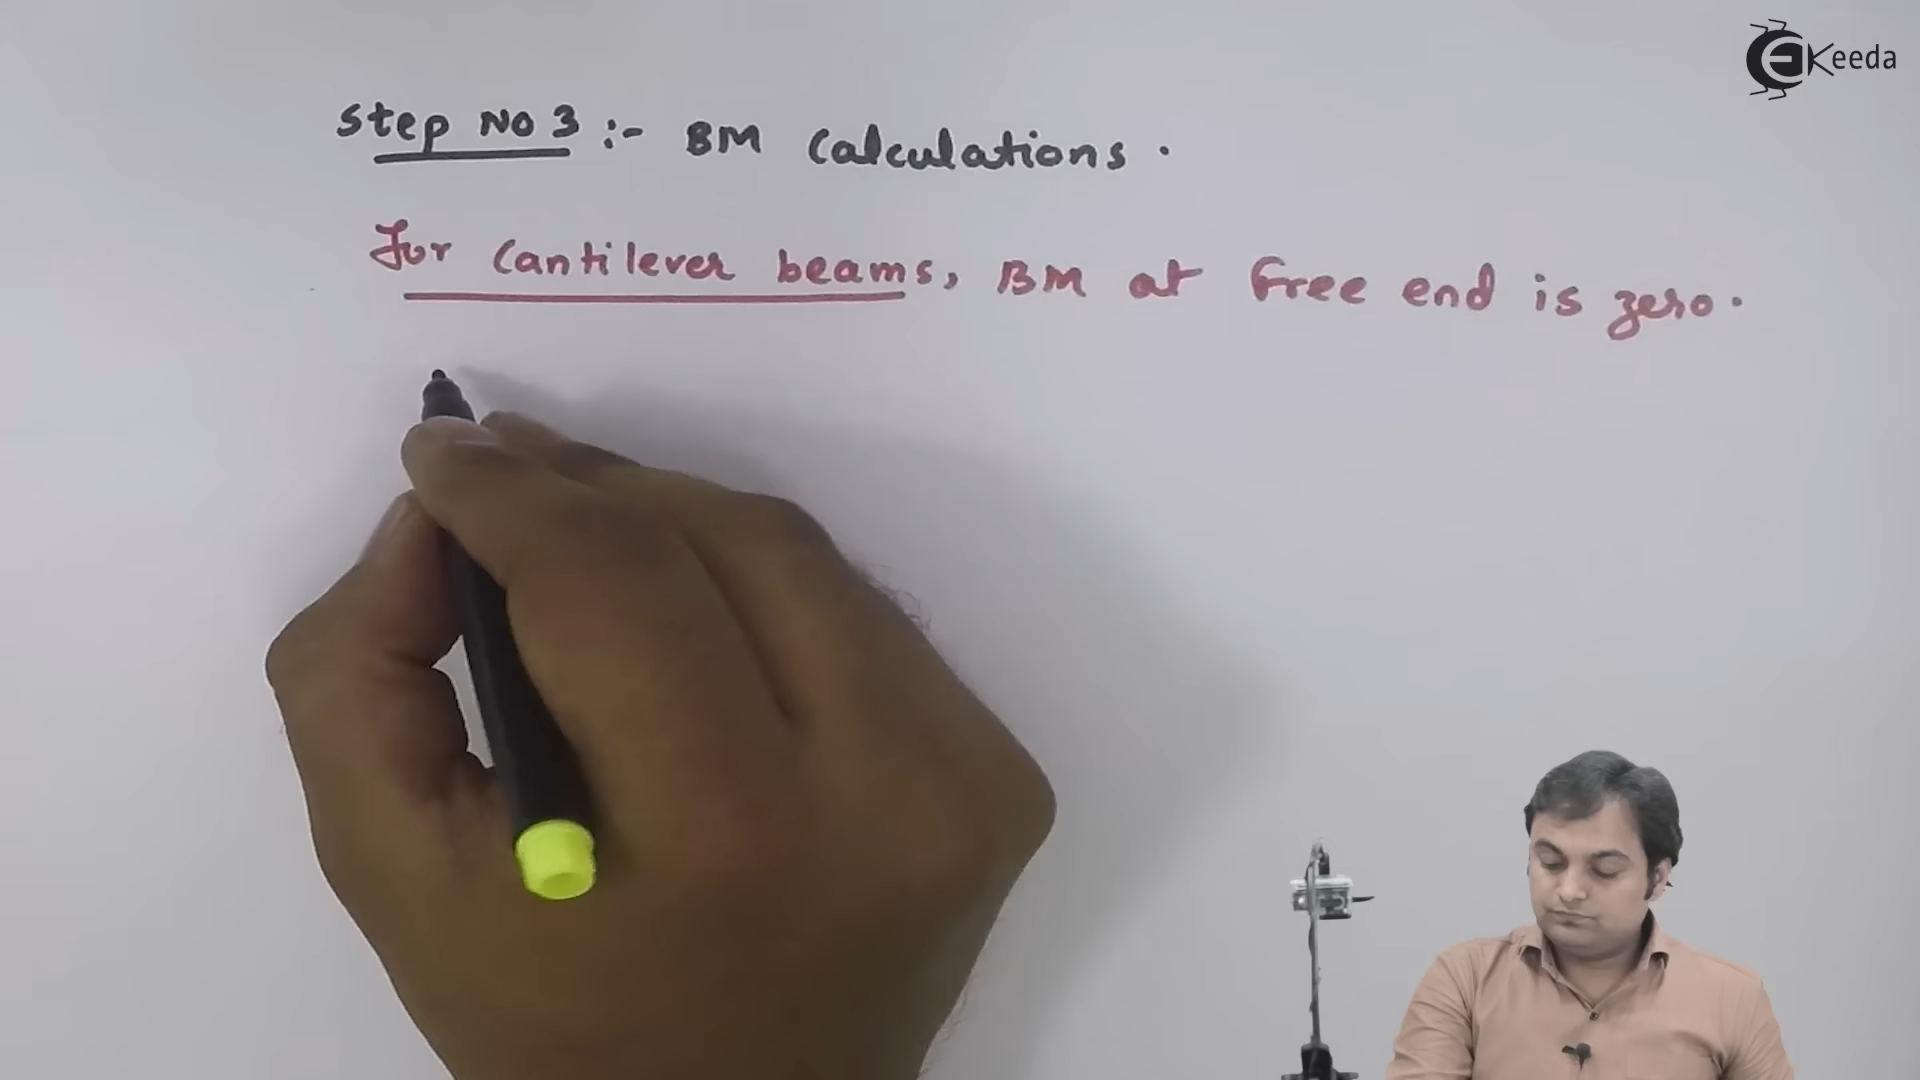 EKeeda
Step No 3 :- BM Calculations.
For Cantilever beams, BM at Free end is zero.